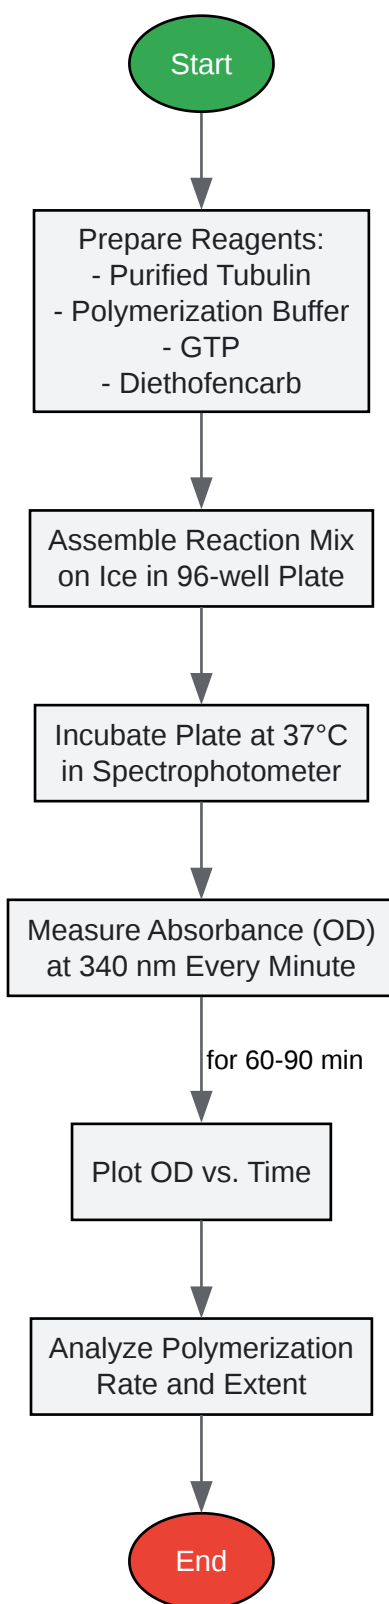 Start
Prepare Reagents:
- Purified Tubulin
- Polymerization Buffer
- GTP
- Diethofencarb
Assemble Reaction Mix
on Ice in 96-well Plate
Incubate Plate at 37°C
in Spectrophotometer
Measure Absorbance (OD)
at 340 nm Every Minute
for 60-90 min
Plot OD vs. Time
Analyze Polymerization
Rate and Extent
End